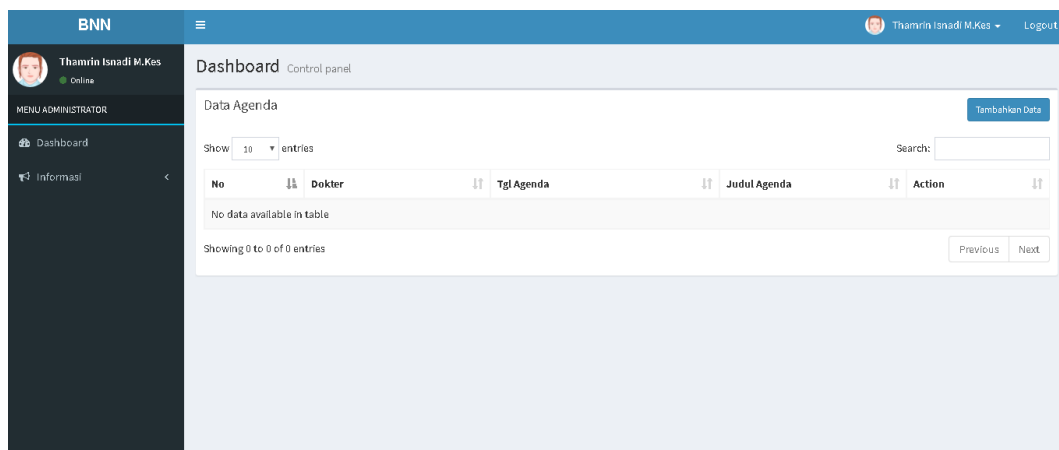 BNN
Thamrin Isnadi M.Kes
Logout
Thamrin Isnadi M.Kes
Online
MENU ADMINISTRATOR
Dashboard
Informasi
Dashboard Control panel
Data Agenda
Tambahkan Data
Show 10 entries
Search:
No Dokter Tgl Agenda Judul Agenda Action
No data available in table
Showing 0 to 0 of 0 entries
Previous Next